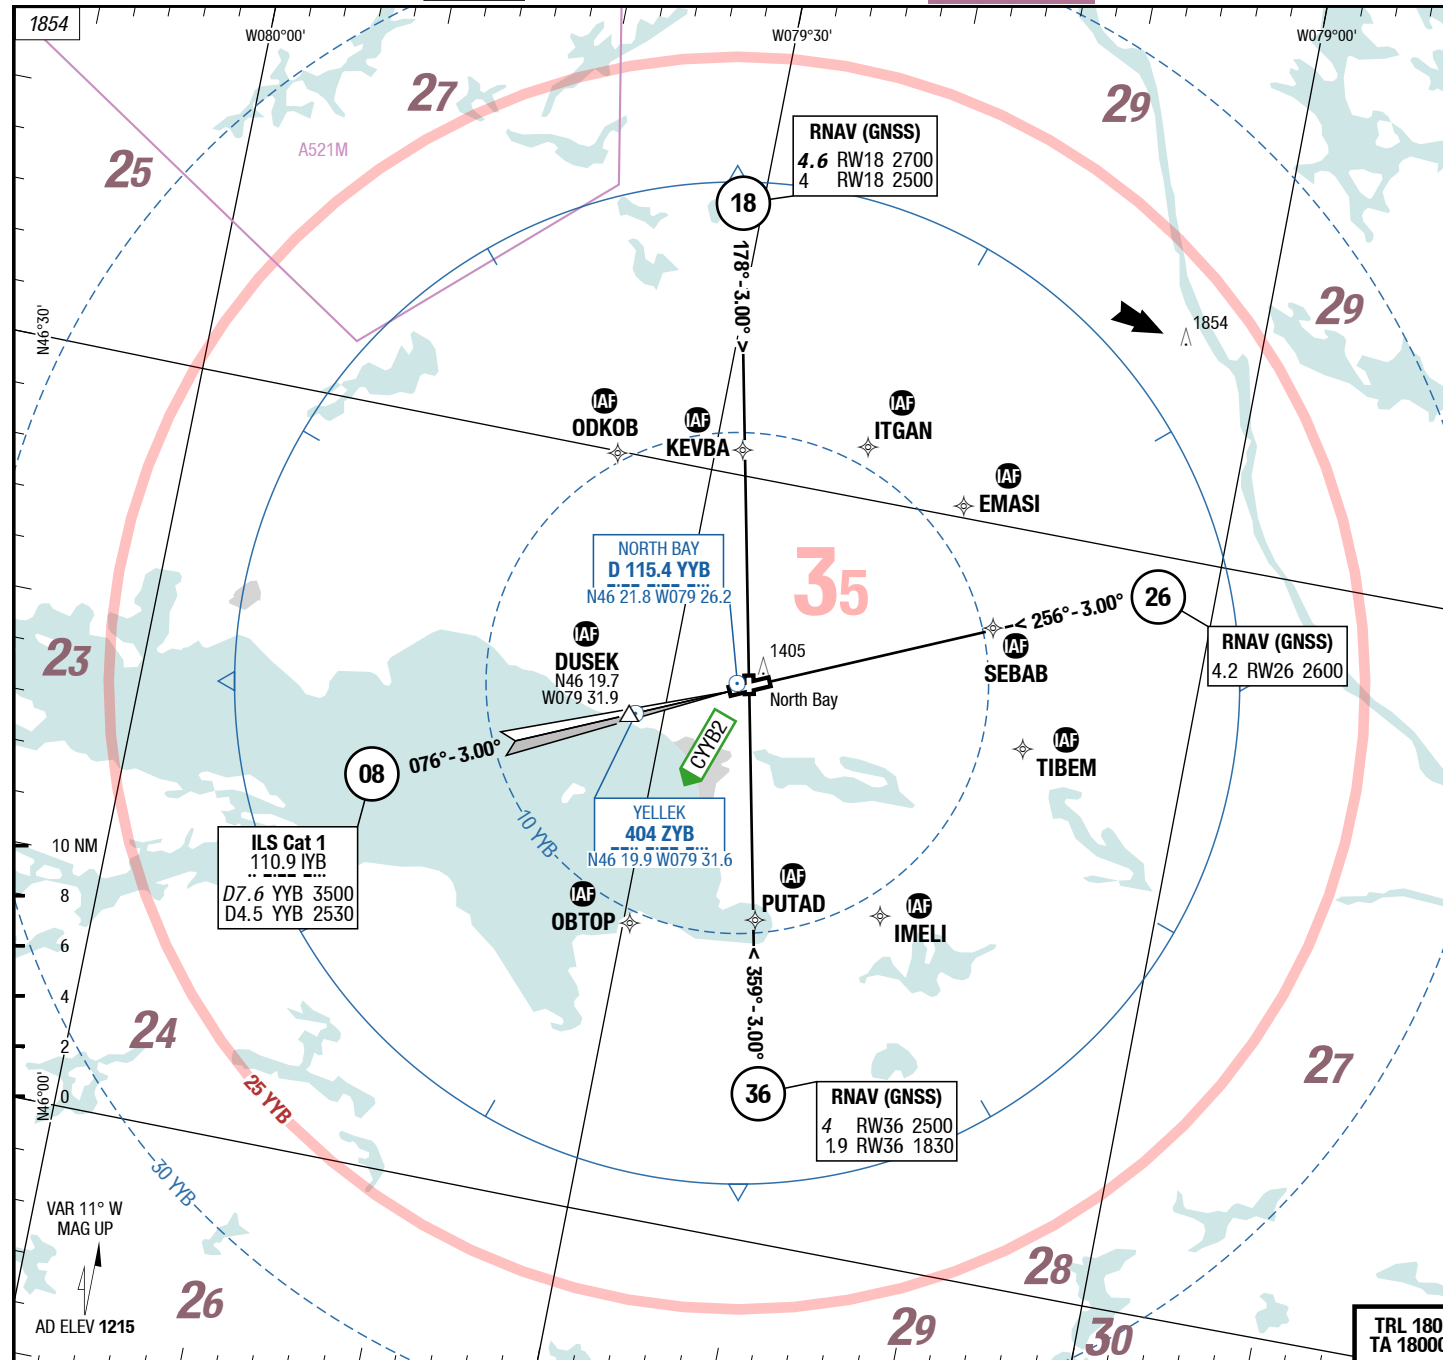 1854
W080°00'
W079°30'
W079°00'
27
29
25
A521M
RNAV (GNSS)
4.6 RW18 2700
4 RW18 2500
18
178° - 3.00° >
29
1854
N46°30'
IAF
ODKOB
IAF
KEVBA
IAF
ITGAN
IAF
EMASI
NORTH BAY
D 115.4 YYB
N46 21.8 W079 26.2
35
26
< 256° - 3.00°
RNAV (GNSS)
4.2 RW26 2600
IAF
SEBAB
23
IAF
DUSEK
N46 19.7
W079 31.9
1405
North Bay
CYYB2
IAF
TIBEM
08
076° - 3.00°
ILS Cat 1
110.9 IYB
D7.6 YYB 3500
D4.5 YYB 2530
YELLEK
404 ZYB
N46 19.9 W079 31.6
10 YYB
10 NM
8
6
4
2
0
IAF
OBTOP
IAF
PUTAD
IAF
IMELI
< 359° - 3.00°
36
RNAV (GNSS)
4 RW36 2500
1.9 RW36 1830
24
27
N46°00'
25 YYB
30 YYB
VAR 11° W
MAG UP
AD ELEV 1215
26
28
29
30
TRL 180
TA 18000